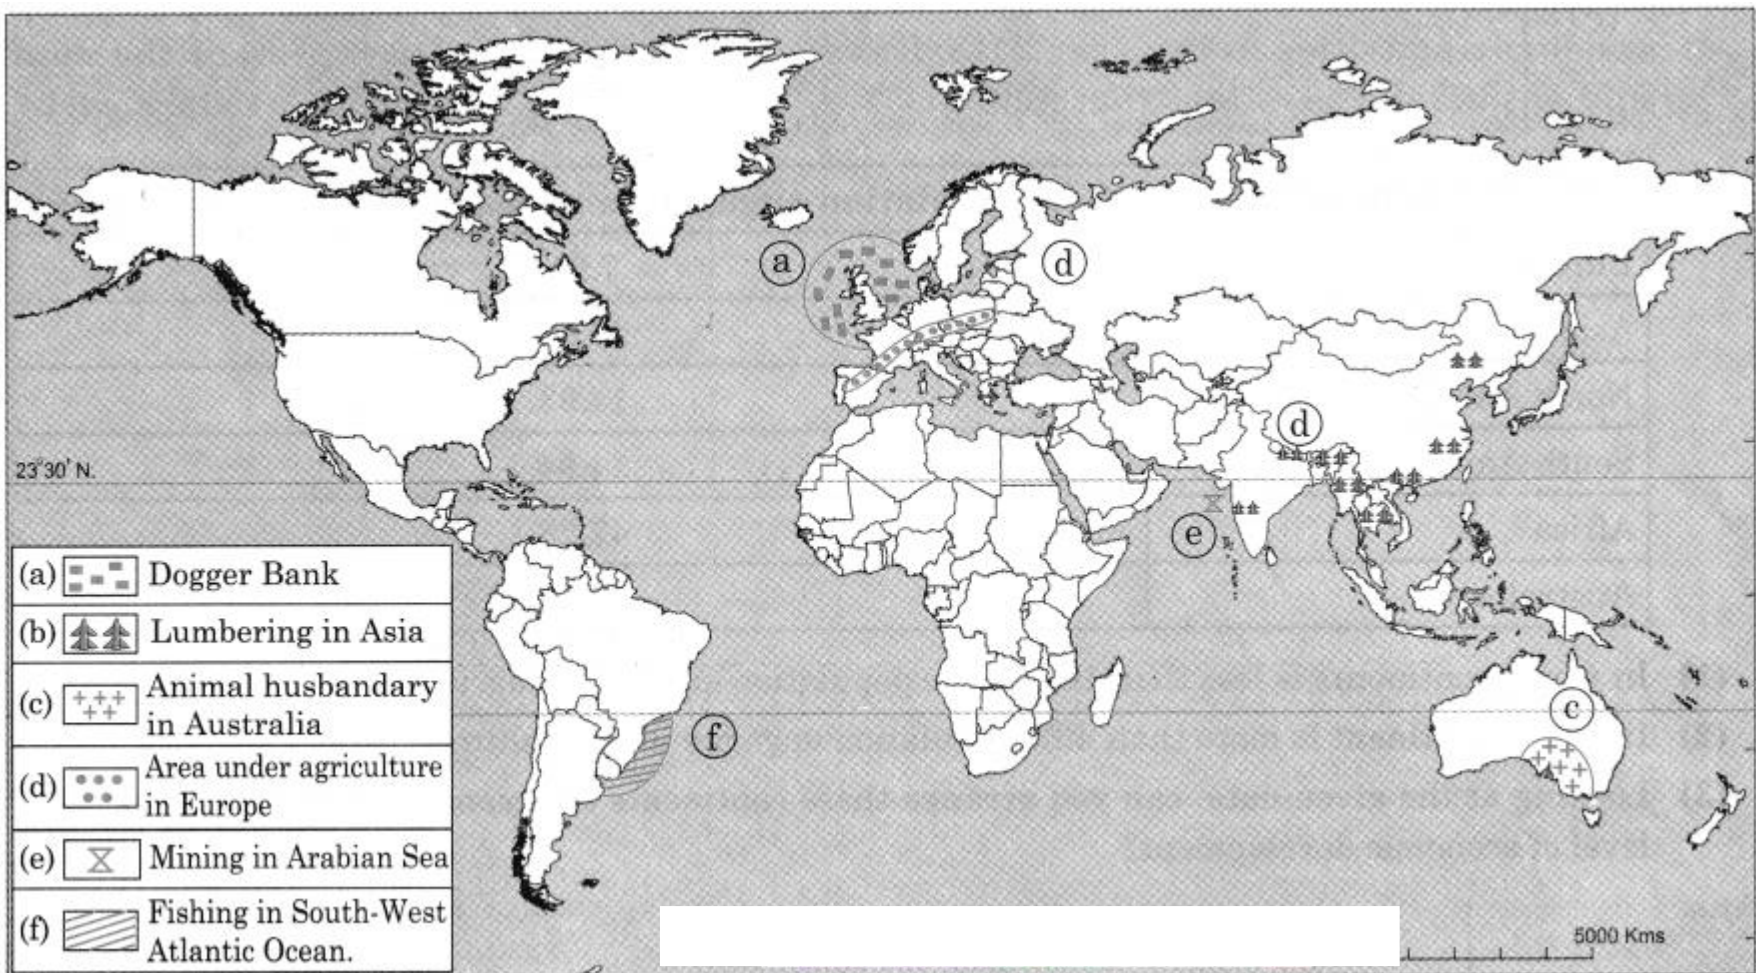 (a)
(d)
(d)
23°30' N.
(e)
(a) Dogger Bank
(b) Lumbering in Asia
(c) Animal husbandary
in Australia
(c)
(f)
(d) Area under agriculture
in Europe
(e) Mining in Arabian Sea
(f) Fishing in South-West
Atlantic Ocean.
5000 Kms